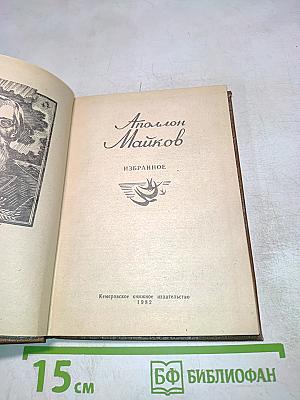 Аполлон
Майков
ИЗБРАННОЕ
Кемеровское книжное издательство
1982
15 см
БФ БИБЛИОФАН